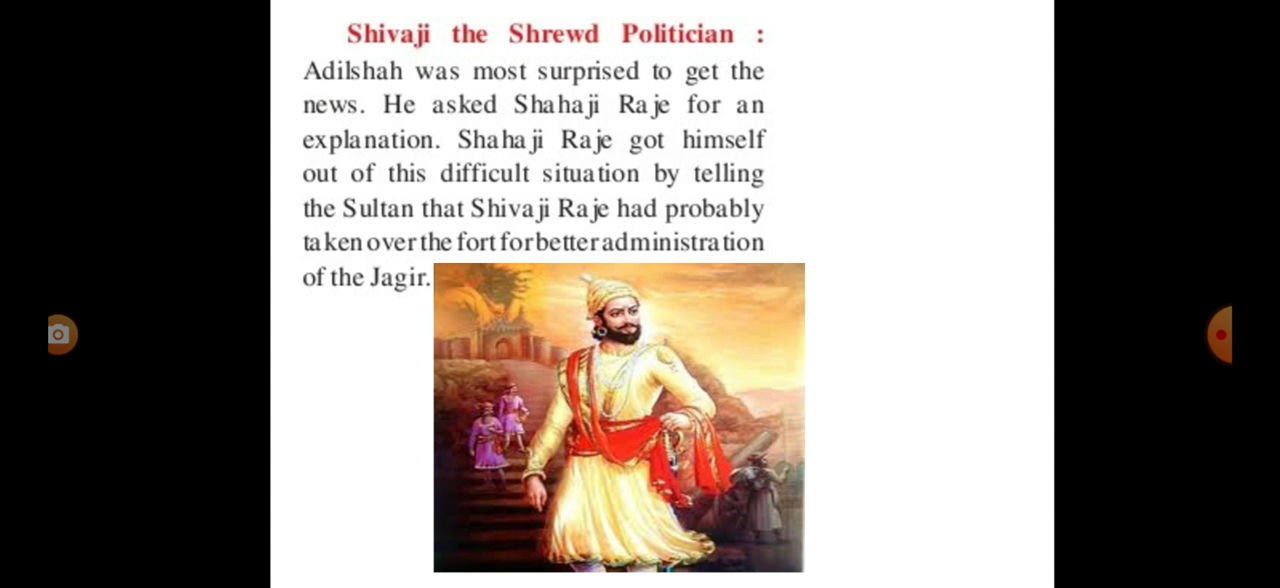 Shivaji the Shrewd Politician :
Adilshah was most surprised to get the
news. He asked Shahaji Raje for an
explanation. Shahaji Raje got himself
out of this difficult situation by telling
the Sultan that Shivaji Raje had probably
taken over the fort for better administration
of the Jagir.